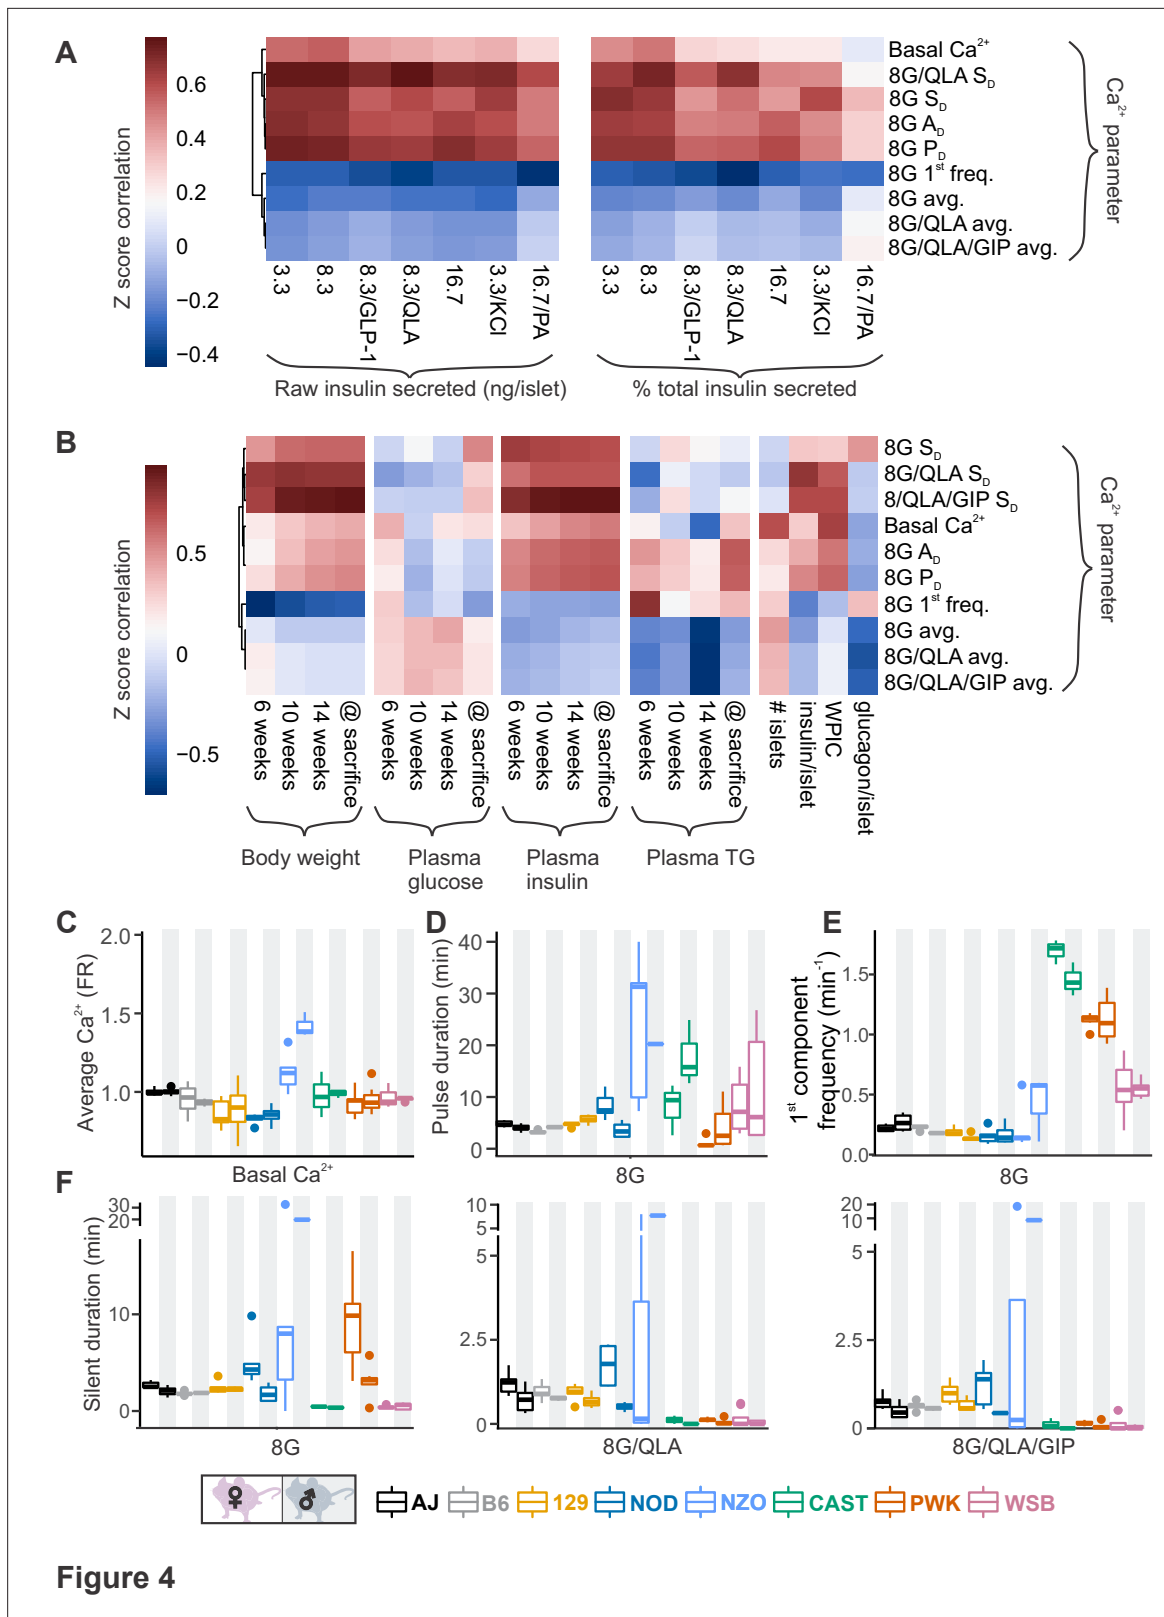 A
Z score correlation
0.6
0.4
0.2
0
−0.2
−0.4
Basal Ca²⁺
8G/QLA S_D
8G S_D
8G A_D
8G P_D
8G 1ˢᵗ freq.
8G avg.
8G/QLA avg.
8G/QLA/GIP avg.
Ca²⁺ parameter
3.3
8.3
8.3/GLP-1
8.3/QLA
16.7
3.3/KCl
16.7/PA
3.3
8.3
8.3/GLP-1
8.3/QLA
16.7
3.3/KCl
16.7/PA
Raw insulin secreted (ng/islet)
% total insulin secreted
B
Z score correlation
0.5
0
−0.5
8G S_D
8G/QLA S_D
8/QLA/GIP S_D
Basal Ca²⁺
8G A_D
8G P_D
8G 1ˢᵗ freq.
8G avg.
8G/QLA avg.
8G/QLA/GIP avg.
Ca²⁺ parameter
6 weeks
10 weeks
14 weeks
@ sacrifice
6 weeks
10 weeks
14 weeks
@ sacrifice
6 weeks
10 weeks
14 weeks
@ sacrifice
6 weeks
10 weeks
14 weeks
@ sacrifice
# islets
insulin/islet
WPIC
glucagon/islet
Body weight
Plasma
glucose
Plasma
insulin
Plasma TG
C
Average Ca²⁺ (FR)
2.0
1.5
1.0
Basal Ca²⁺
D
Pulse duration (min)
40
30
20
10
0
8G
E
1ˢᵗ component
frequency (min⁻¹)
1.5
1.0
0.5
0.0
8G
F
Silent duration (min)
30
20
10
0
8G
10
5
5
2.5
0
8G/QLA
20
10
5
2.5
0
8G/QLA/GIP
♀
♂
AJ
B6
129
NOD
NZO
CAST
PWK
WSB
Figure 4